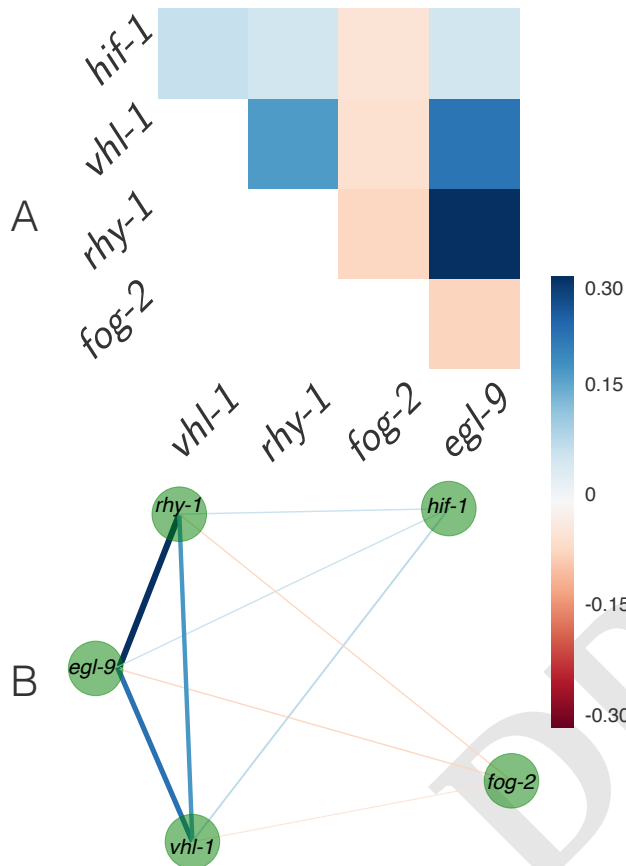 hif-1
vhl-1
A
rhy-1
fog-2
vhl-1
rhy-1
fog-2
egl-9
0.30
0.15
0
-0.15
-0.30
rhy-1
hif-1
egl-9
B
fog-2
vhl-1